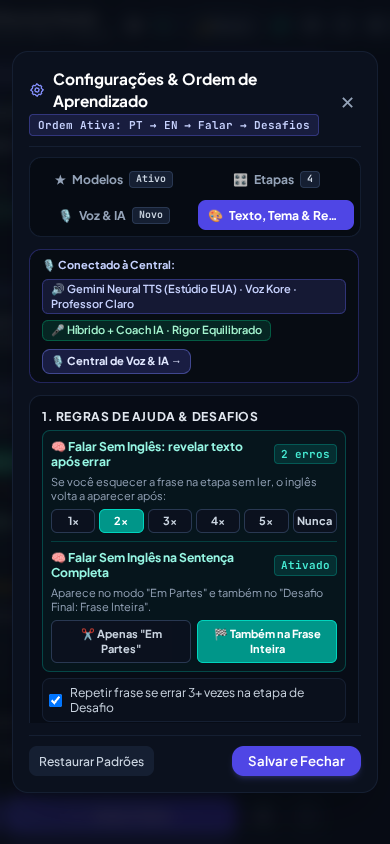 Configurações & Ordem de
Aprendizado
Ordem Ativa: PT → EN → Falar → Desafios
✕
★ Modelos Ativo
🎛️ Etapas 4
🎙️ Voz & IA Novo
🎨 Texto, Tema & Re...
🎙️ Conectado à Central:
🔊 Gemini Neural TTS (Estúdio EUA) · Voz Kore ·
Professor Claro
🎤 Híbrido + Coach IA · Rigor Equilibrado
🎙️ Central de Voz & IA →
1. REGRAS DE AJUDA & DESAFIOS
🧠 Falar Sem Inglês: revelar texto
após errar
2 erros
Se você esquecer a frase na etapa sem ler, o inglês
volta a aparecer após:
1× 2× 3× 4× 5× Nunca
🧠 Falar Sem Inglês na Sentença
Completa
Ativado
Aparece no modo "Em Partes" e também no "Desafio
Final: Frase Inteira".
✂️ Apenas "Em
Partes"
🏁 Também na Frase
Inteira
Repetir frase se errar 3+ vezes na etapa de
Desafio
Restaurar Padrões
Salvar e Fechar